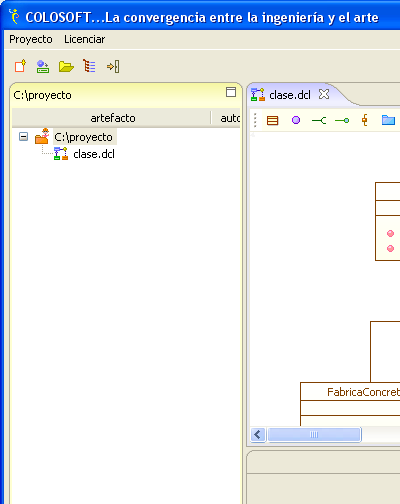 COLOSOFT...La convergencia entre la ingeniería y el arte
Proyecto Licenciar
C:\proyecto
clase.dcl
artefacto auto
C:\proyecto
clase.dcl
FabricaConcret